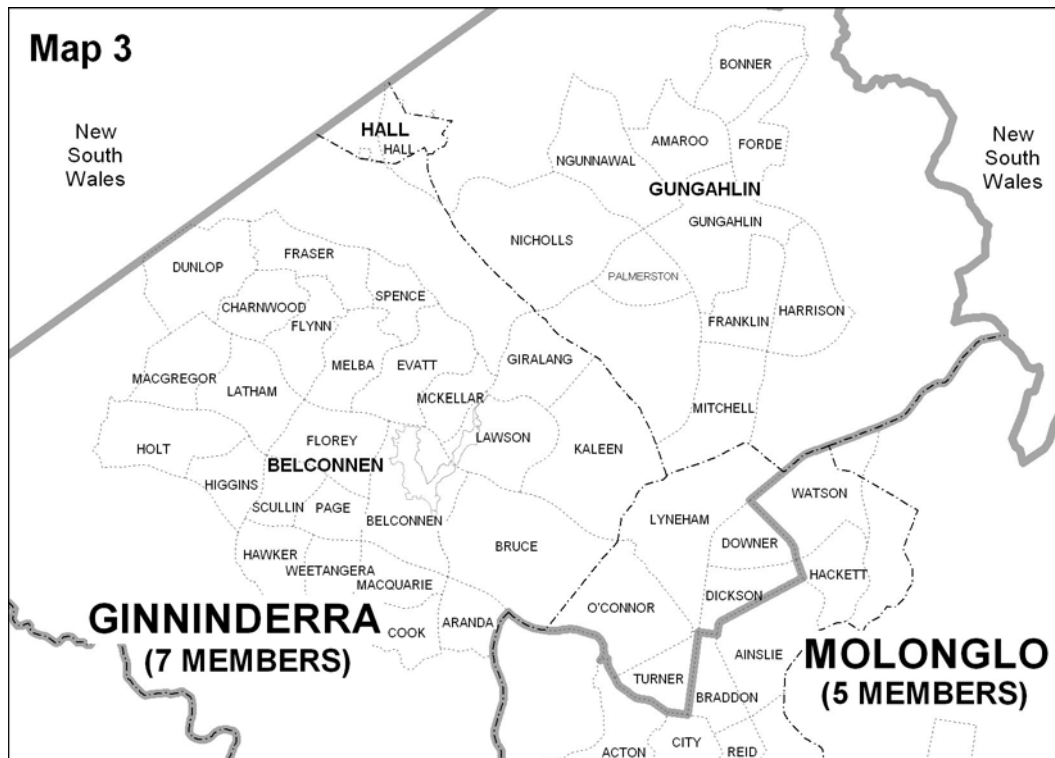 Map 3
BONNER
New
South
Wales
HALL
HALL
AMAROO
FORDE
NGUNNAWAL
New
South
Wales
GUNGAHLIN
GUNGAHLIN
NICHOLLS
FRASER
DUNLOP
PALMERSTON
SPENCE
CHARNWOOD
FLYNN
FRANKLIN
HARRISON
GIRALANG
MELBA
EVATT
MACGREGOR
LATHAM
MCKELLAR
MITCHELL
FLOREY
LAWSON
HOLT
KALEEN
BELCONNEN
HIGGINS
WATSON
SCULLIN
PAGE
BELCONNEN
LYNEHAM
DOWNER
BRUCE
HAWKER
WEETANGERA
MACQUARIE
HACKETT
DICKSON
O'CONNOR
GINNINDERRA
(7 MEMBERS)
COOK
ARANDA
AINSLIE
MOLONGLO
(5 MEMBERS)
TURNER
BRADDON
CITY
ACTON
REID